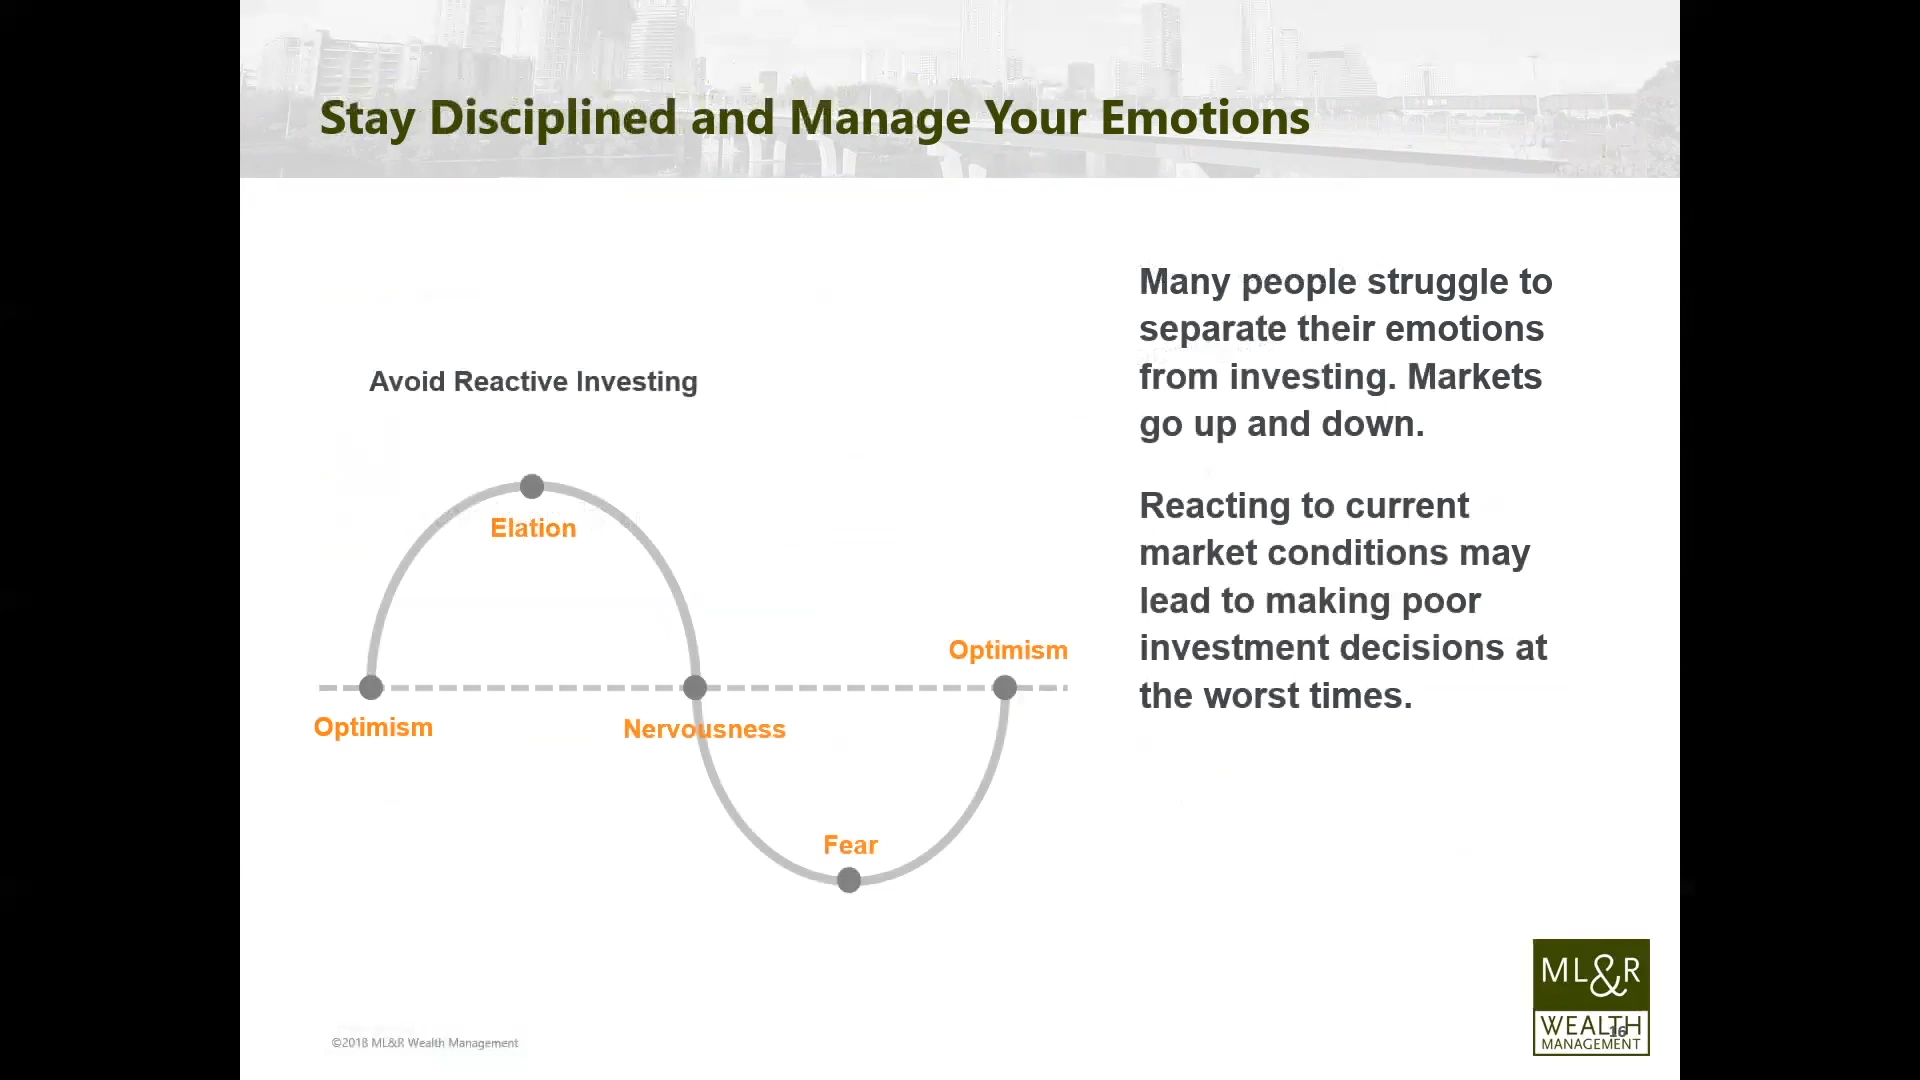 Stay Disciplined and Manage Your Emotions
Avoid Reactive Investing
Elation
Optimism
Nervousness
Optimism
Fear
Many people struggle to
separate their emotions
from investing. Markets
go up and down.
Reacting to current
market conditions may
lead to making poor
investment decisions at
the worst times.
©2018 ML&R Wealth Management
ML&R
WEALTH
MANAGEMENT
16